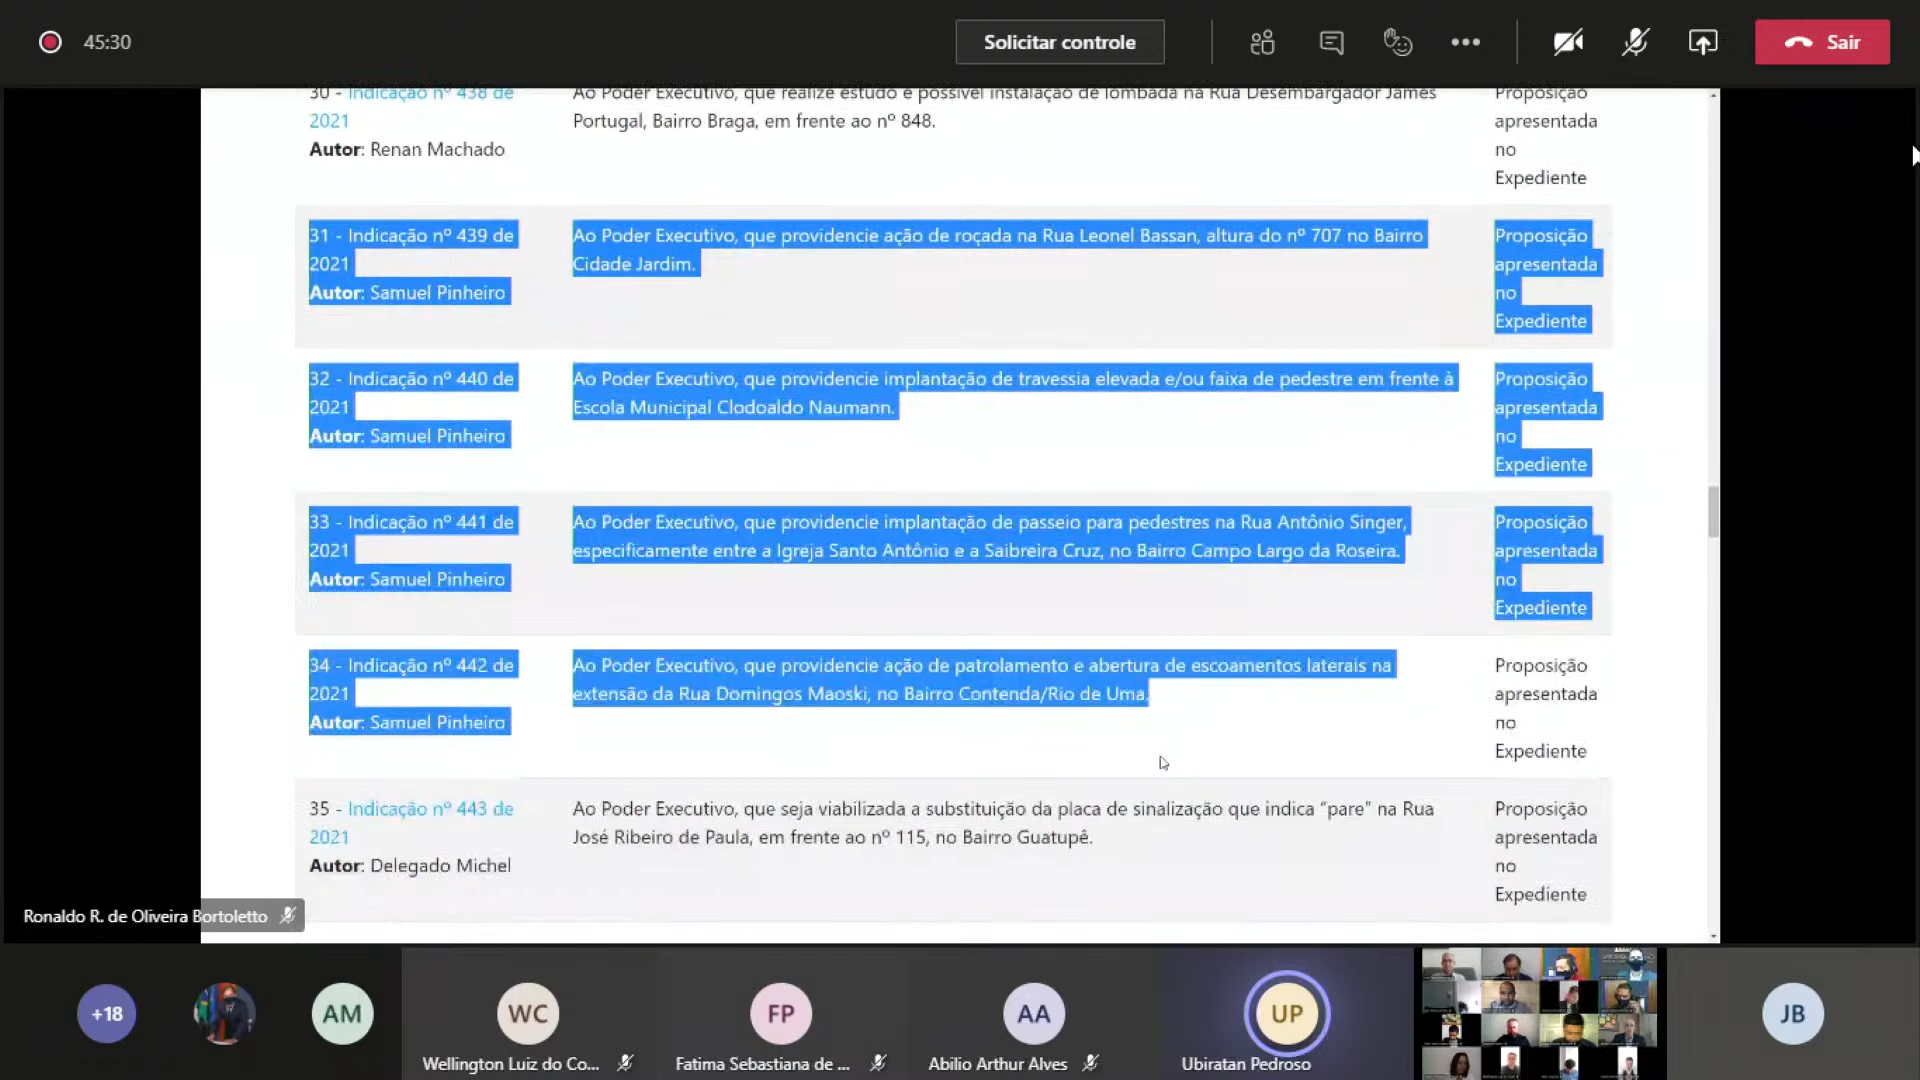 45:30
Solicitar controle
Sair
30 - Indicação nº 438 de
2021
Autor: Renan Machado
Ao Poder Executivo, que realize estudo e possível instalação de lombada na Rua Desembargador James
Portugal, Bairro Braga, em frente ao nº 848.
Proposição
apresentada
no
Expediente
31 - Indicação nº 439 de
2021
Autor: Samuel Pinheiro
Ao Poder Executivo, que providencie ação de roçada na Rua Leonel Bassan, altura do nº 707 no Bairro
Cidade Jardim.
Proposição
apresentada
no
Expediente
32 - Indicação nº 440 de
2021
Autor: Samuel Pinheiro
Ao Poder Executivo, que providencie implantação de travessia elevada e/ou faixa de pedestre em frente à
Escola Municipal Clodoaldo Naumann.
Proposição
apresentada
no
Expediente
33 - Indicação nº 441 de
2021
Autor: Samuel Pinheiro
Ao Poder Executivo, que providencie implantação de passeio para pedestres na Rua Antônio Singer,
especificamente entre a Igreja Santo Antônio e a Saibreira Cruz, no Bairro Campo Largo da Roseira.
Proposição
apresentada
no
Expediente
34 - Indicação nº 442 de
2021
Autor: Samuel Pinheiro
Ao Poder Executivo, que providencie ação de patrolamento e abertura de escoamentos laterais na
extensão da Rua Domingos Maoski, no Bairro Contenda/Rio de Uma.
Proposição
apresentada
no
Expediente
35 - Indicação nº 443 de
2021
Autor: Delegado Michel
Ao Poder Executivo, que seja viabilizada a substituição da placa de sinalização que indica “pare” na Rua
José Ribeiro de Paula, em frente ao nº 115, no Bairro Guatupê.
Proposição
apresentada
no
Expediente
Ronaldo R. de Oliveira Bortoletto
+18
AM
WC
Wellington Luiz do Co...
FP
Fatima Sebastiana de ...
AA
Abilio Arthur Alves
UP
Ubiratan Pedroso
JB